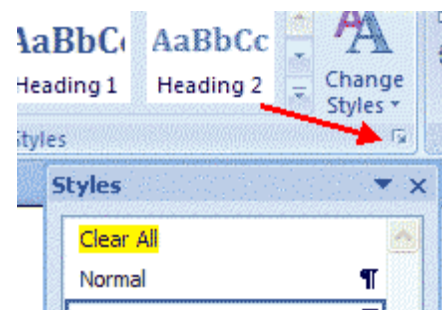 AaBbC AaBbCc
Heading 1 Heading 2
Change
Styles
Styles
Styles
Clear All
Normal ¶